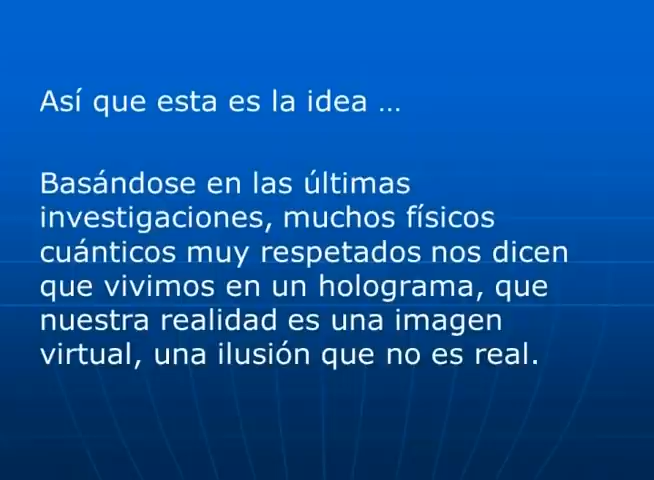 Así que esta es la idea …
Basándose en las últimas
investigaciones, muchos físicos
cuánticos muy respetados nos dicen
que vivimos en un holograma, que
nuestra realidad es una imagen
virtual, una ilusión que no es real.